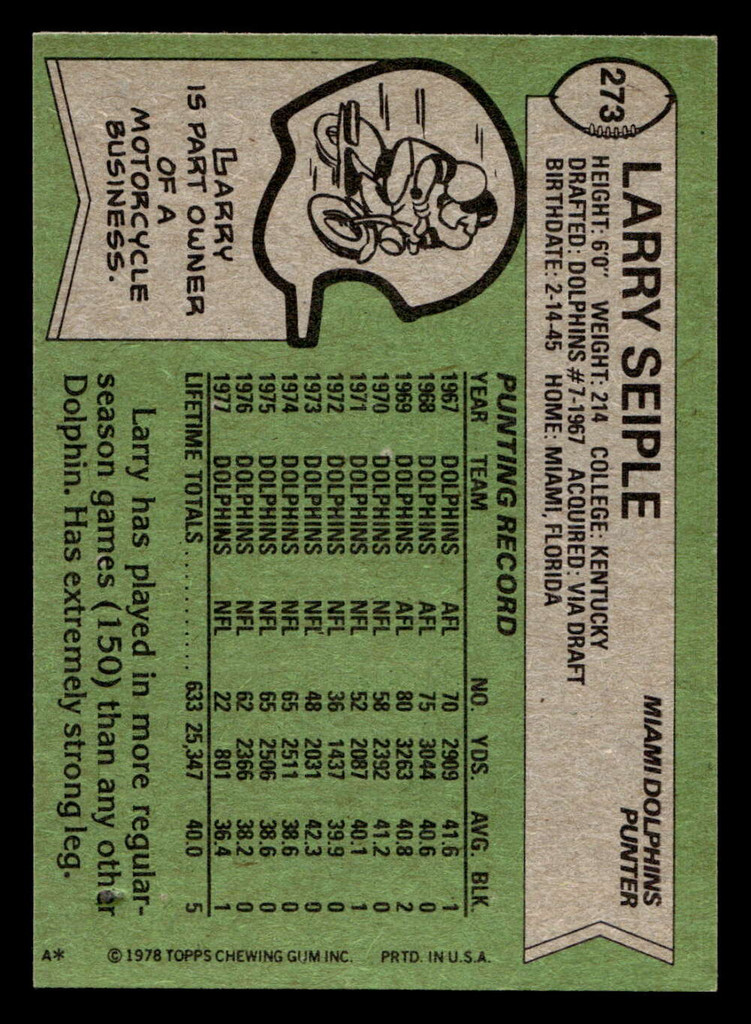 273
LARRY SEIPLE
MIAMI DOLPHINS
PUNTER
HEIGHT: 6'0" WEIGHT: 214 COLLEGE: KENTUCKY
DRAFTED: DOLPHINS #7-1967 ACQUIRED: VIA DRAFT
BIRTHDATE: 2-14-45 HOME: MIAMI, FLORIDA
LARRY
IS PART OWNER
OF A
MOTORCYCLE
BUSINESS.
PUNTING RECORD
YEAR TEAM NO. YDS. AVG. BLK.
1967 DOLPHINS AFL 70 2909 41.6 1
1968 DOLPHINS AFL 75 3044 40.6 0
1969 DOLPHINS AFL 80 3263 40.8 2
1970 DOLPHINS NFL 58 2392 41.2 0
1971 DOLPHINS NFL 52 2087 40.1 1
1972 DOLPHINS NFL 36 1437 39.9 0
1973 DOLPHINS NFL 48 2031 42.3 0
1974 DOLPHINS NFL 65 2511 38.6 0
1975 DOLPHINS NFL 65 2506 38.6 0
1976 DOLPHINS NFL 62 2366 38.2 0
1977 DOLPHINS NFL 22 801 36.4 1
LIFETIME TOTALS .......... 633 25,347 40.0 5
Larry has played in more regular-
season games (150) than any other
Dolphin. Has extremely strong leg.
A* © 1978 TOPPS CHEWING GUM INC. PRTD. IN U.S.A.